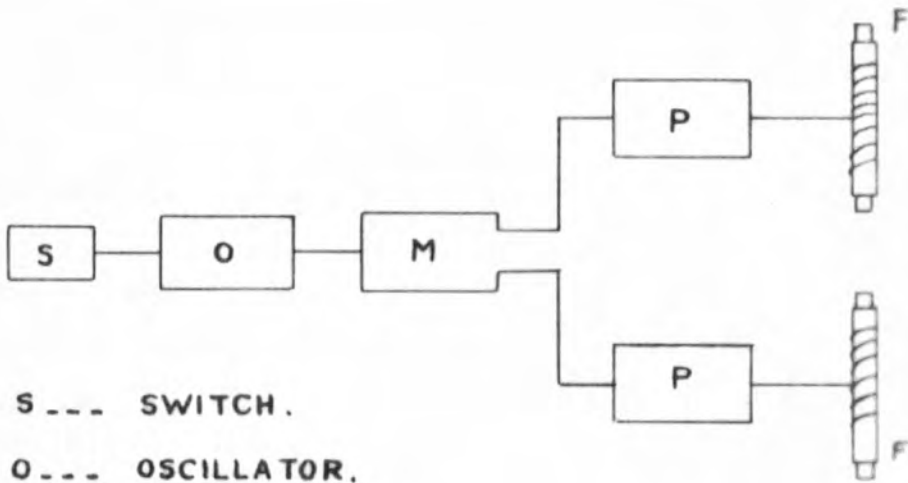 F
P
S O M
P
S --- SWITCH.
O --- OSCILLATOR.
F